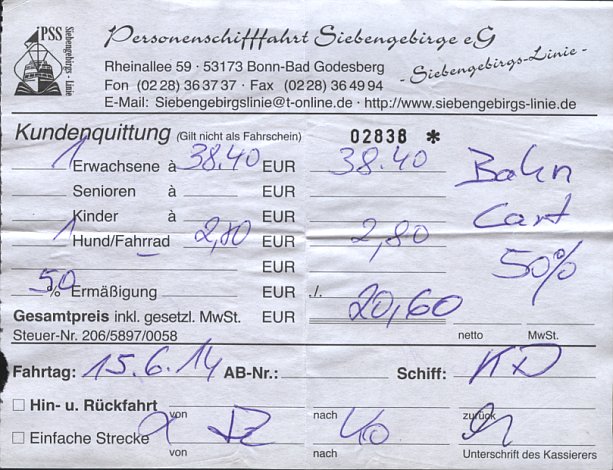 PSS
Siebengebirgs - Linie
Personenschifffahrt Siebengebirge eG
- Siebengebirgs-Linie -
Rheinallee 59 · 53173 Bonn-Bad Godesberg
Fon (02 28) 36 37 37 · Fax (02 28) 36 49 94
E-Mail: Siebengebirgslinie@t-online.de · http://www.siebengebirgs-linie.de
Kundenquittung (Gilt nicht als Fahrschein) 02838 *
1 Erwachsene à 38.40 EUR 38.40
Bahn
Senioren à EUR
Kinder à EUR
Cart
1 Hund/Fahrrad 2,80 EUR 2,80
50%
EUR
50 % Ermäßigung EUR ./.
Gesamtpreis inkl. gesetzl. MwSt. EUR 20,60
netto MwSt.
Steuer-Nr. 206/5897/0058
Fahrtag: 15.6.14 AB-Nr.: Schiff: KD
Hin- u. Rückfahrt
von nach zurück
Einfache Strecke
von nach Unterschrift des Kassierers